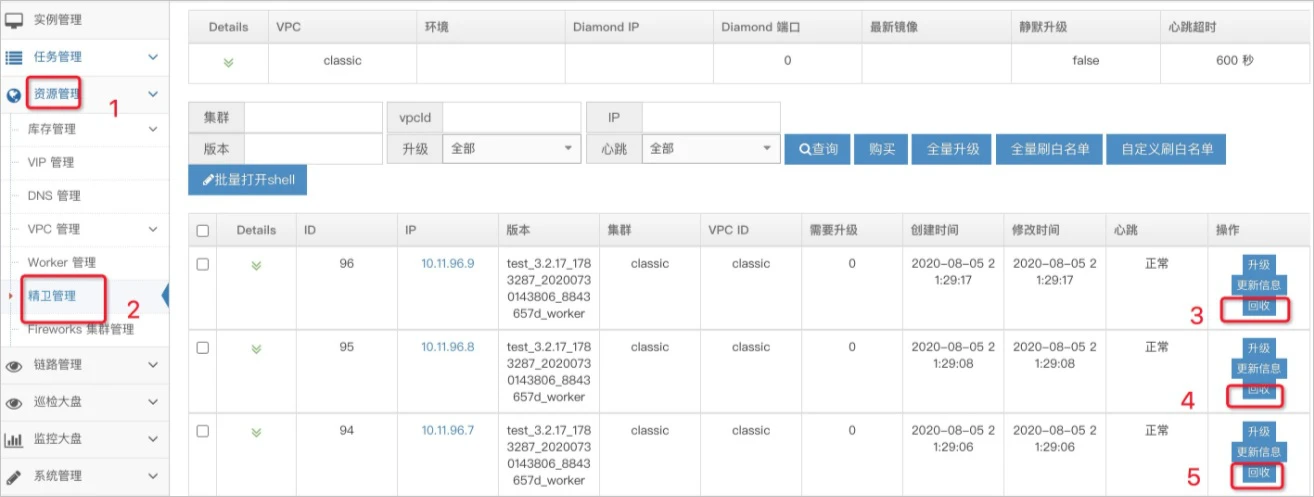 实例管理
任务管理
资源管理
1
库存管理
VIP 管理
DNS 管理
VPC 管理
Worker 管理
精卫管理
2
Fireworks 集群管理
链路管理
巡检大盘
监控大盘
系统管理
Details VPC 环境 Diamond IP Diamond 端口 最新镜像 静默升级 心跳超时
classic 0 false 600 秒
集群 vpcId IP
版本 升级 全部 心跳 全部 查询 购买 全量升级 全量刷白名单 自定义刷白名单
批量打开shell
Details ID IP 版本 集群 VPC ID 需要升级 创建时间 修改时间 心跳 操作
96 10.11.96.9 test_3.2.17_178 classic classic 0 2020-08-05 2 2020-08-05 2 正常 升级
3287_2020073 1:29:17 1:29:17 更新信息
0143806_8843 回收
657d_worker 3
95 10.11.96.8 test_3.2.17_178 classic classic 0 2020-08-05 2 2020-08-05 2 正常 升级
3287_2020073 1:29:08 1:29:08 更新信息
0143806_8843 回收
657d_worker 4
94 10.11.96.7 test_3.2.17_178 classic classic 0 2020-08-05 2 2020-08-05 2 正常 升级
3287_2020073 1:29:06 1:29:06 更新信息
0143806_8843 回收
657d_worker 5